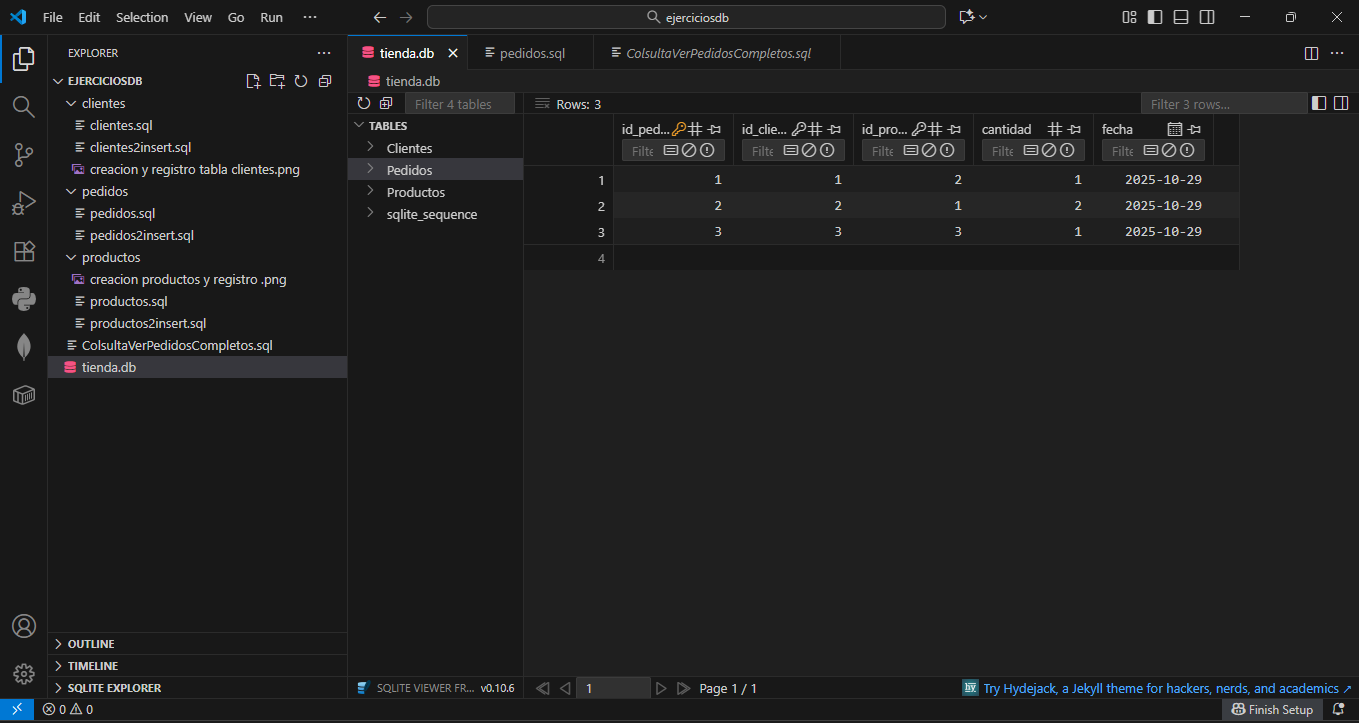 File Edit Selection View Go Run ···
ejerciciosdb
EXPLORER
EJERCICIOSDB
clientes
clientes.sql
clientes2insert.sql
creacion y registro tabla clientes.png
pedidos
pedidos.sql
pedidos2insert.sql
productos
creacion productos y registro .png
productos.sql
productos2insert.sql
ColsultaVerPedidosCompletos.sql
tienda.db
OUTLINE
TIMELINE
SQLITE EXPLORER
tienda.db pedidos.sql ColsultaVerPedidosCompletos.sql
tienda.db
Filter 4 tables Rows: 3 Filter 3 rows...
TABLES
Clientes
Pedidos
Productos
sqlite_sequence
id_ped... id_clie... id_pro... cantidad fecha
Filte Filte Filte Filte Filte
1 1 1 2 1 2025-10-29
2 2 2 1 2 2025-10-29
3 3 3 3 1 2025-10-29
4
SQLITE VIEWER FR... v0.10.6 1 Page 1 / 1 hy Try Hydejack, a Jekyll theme for hackers, nerds, and academics ↗
0 0 Finish Setup